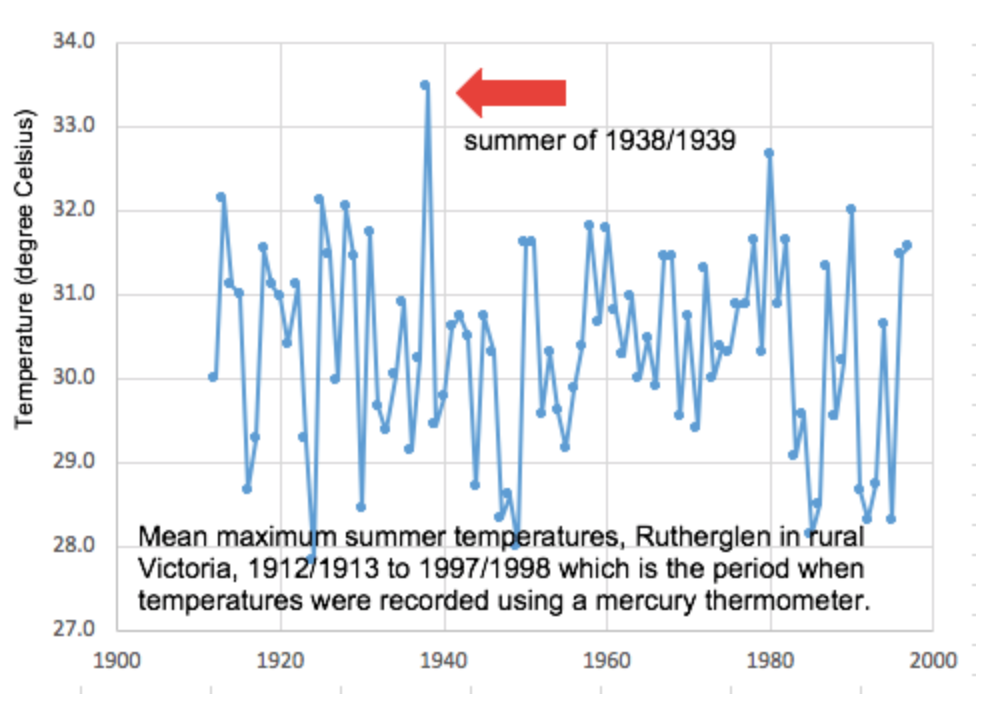 34.0
33.0
summer of 1938/1939
32.0
31.0
30.0
29.0
28.0
27.0
Temperature (degree Celsius)
Mean maximum summer temperatures, Rutherglen in rural
Victoria, 1912/1913 to 1997/1998 which is the period when
temperatures were recorded using a mercury thermometer.
1900 1920 1940 1960 1980 2000